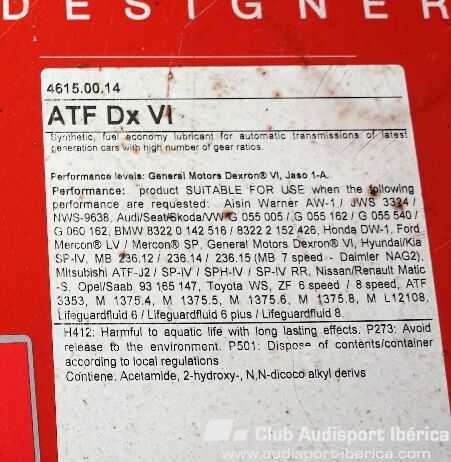 DESIGNER
4615.00.14
ATF Dx VI
Synthetic, fuel economy lubricant for automatic transmissions of latest
generation cars with high number of gear ratios.
Performance levels: General Motors Dexron® VI, Jaso 1-A.
Performance: product SUITABLE FOR USE when the following
performance are requested: Aisin Warner AW-1 / JWS 3324 /
NWS-9638, Audi/Seat/Skoda/VW G 055 005 / G 055 162 / G 055 540 /
G 060 162, BMW 8322 0 142 516 / 8322 2 152 426, Honda DW-1, Ford
Mercon® LV / Mercon® SP, General Motors Dexron® VI, Hyundai/Kia
SP-IV, MB 236.12 / 236.14 / 236.15 (MB 7 speed - Daimler NAG2),
Mitsubishi ATF-J2 / SP-IV / SPH-IV / SP-IV RR, Nissan/Renault Matic
-S, Opel/Saab 93 165 147, Toyota WS, ZF 6 speed / 8 speed, ATF
3353, M 1375.4, M 1375.5, M 1375.6, M 1375.8, M L12108,
Lifeguardfluid 6 / Lifeguardfluid 6 plus / Lifeguardfluid 8.
H412: Harmful to aquatic life with long lasting effects. P273: Avoid
release to the environment. P501: Dispose of contents/container
according to local regulations
Contiene: Acetamide, 2-hydroxy-, N,N-dicoco alkyl derivs
Club Audisport Ibérica
www.audisport-iberica.com